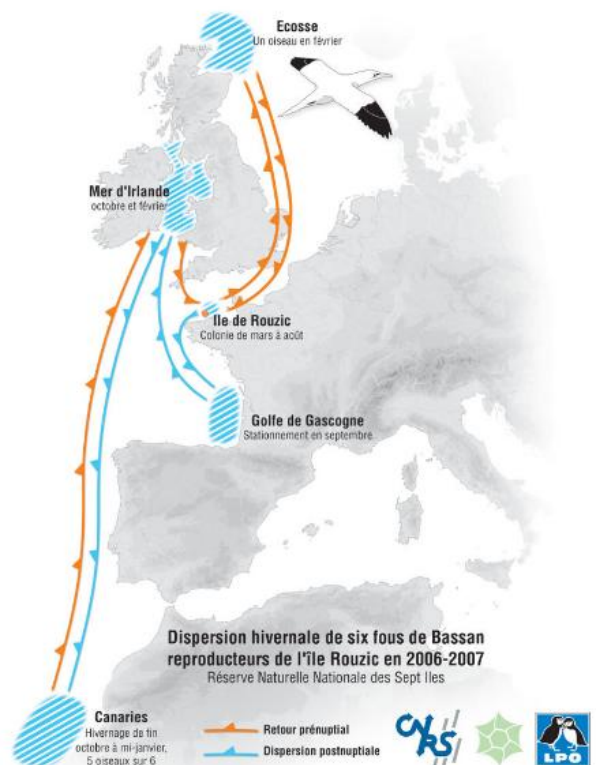 Ecosse
Un oiseau en février
Mer d'Irlande
octobre et février
Ile de Rouzic
Colonie de mars à août
Golfe de Gascogne
Stationnement en septembre
Dispersion hivernale de six fous de Bassan
reproducteurs de l'île Rouzic en 2006-2007
Réserve Naturelle Nationale des Sept Iles
Canaries
Hivernage de fin
octobre à mi-janvier,
5 oiseaux sur 6
Retour prénuptial
Dispersion postnuptiale
CNRS
LPO